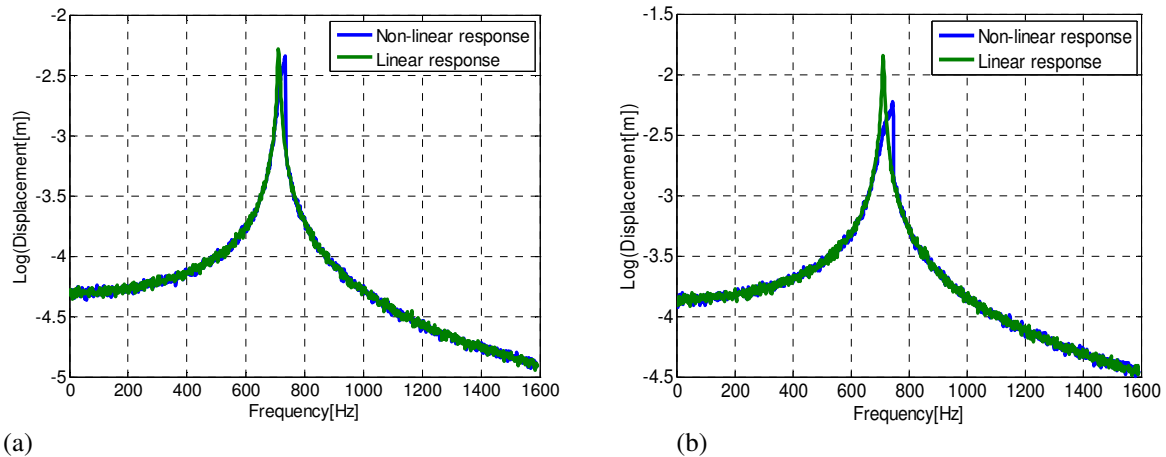 -2
-2.5
-3
-3.5
-4
-4.5
-5
Log(Displacement[m])
0 200 400 600 800 1000 1200 1400 1600
Frequency[Hz]
Non-linear response
Linear response
(a)
-1.5
-2
-2.5
-3
-3.5
-4
-4.5
Log(Displacement[m])
0 200 400 600 800 1000 1200 1400 1600
Frequency[Hz]
Non-linear response
Linear response
(b)